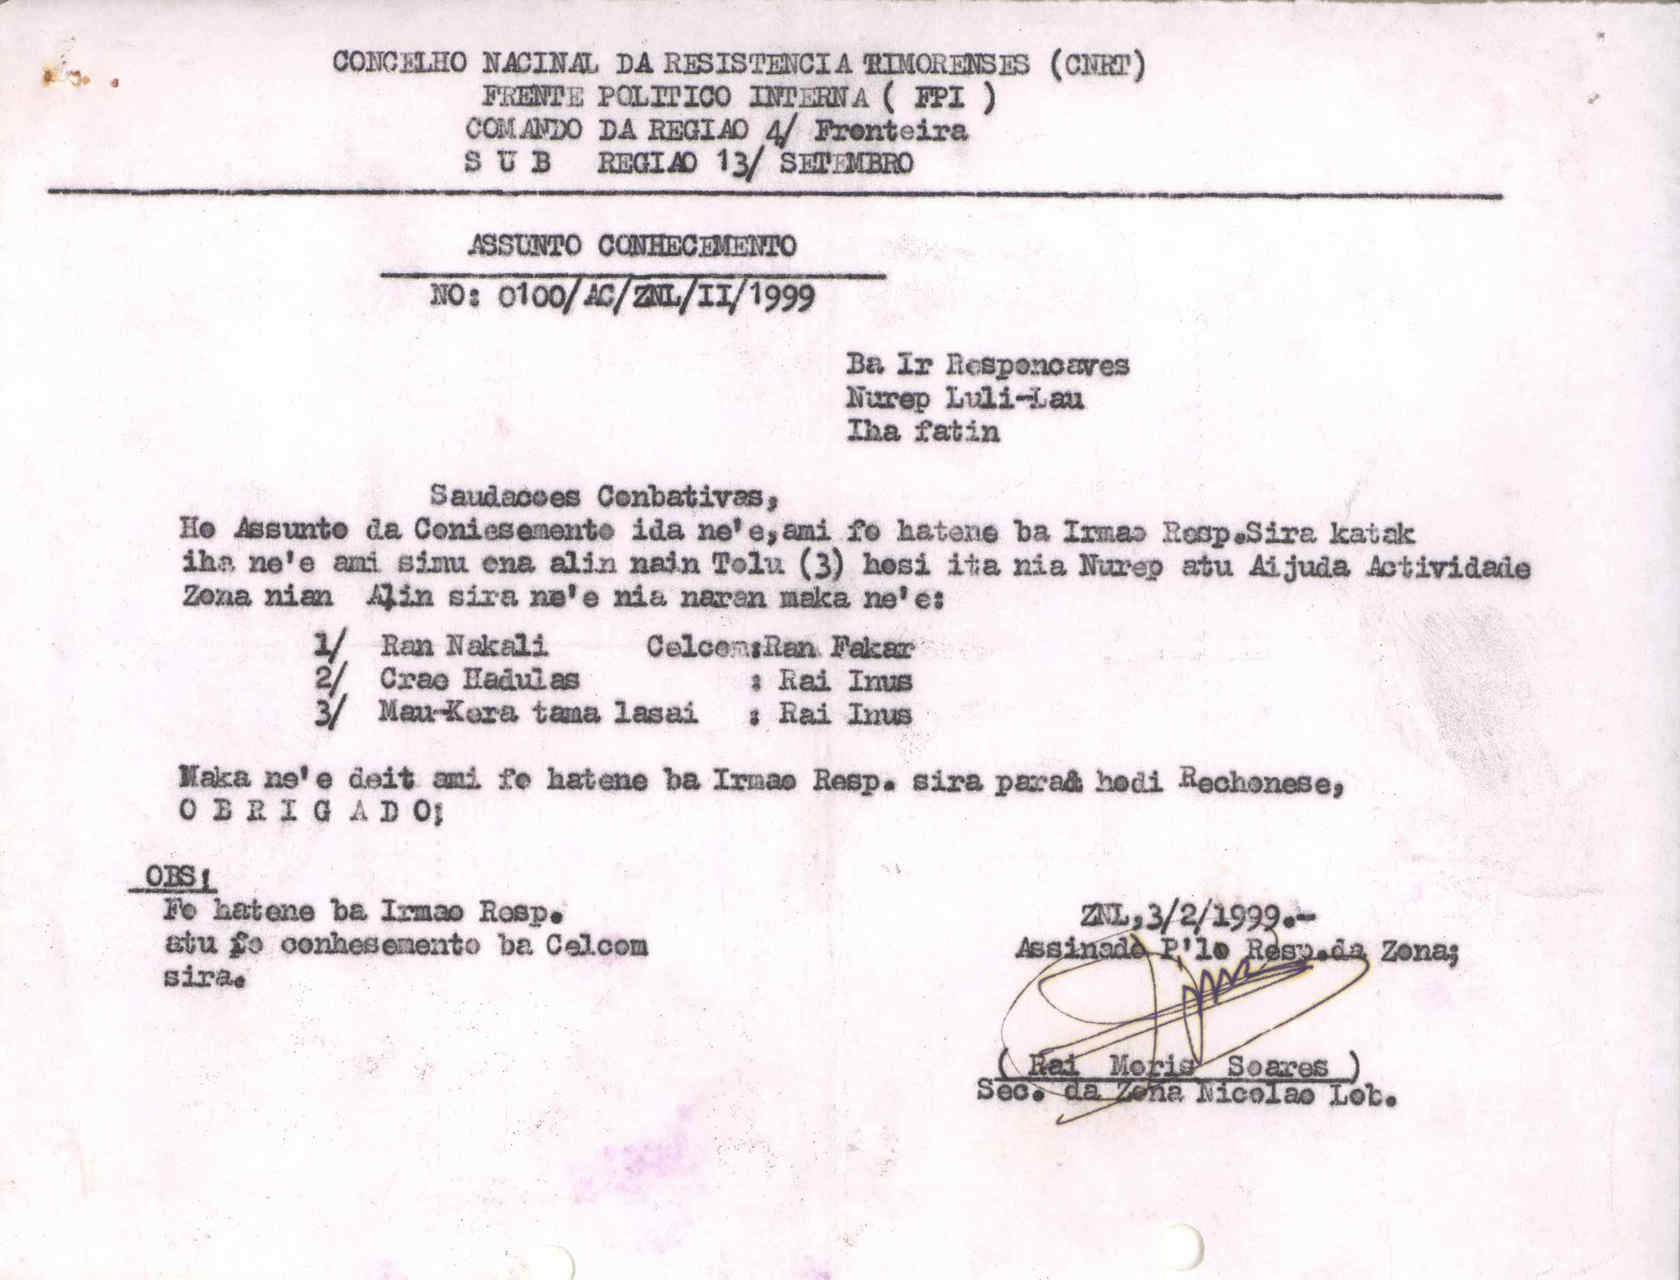 CONCELHO NACINAL DA RESISTENCIA TIMORENSES (CNRT)
FRENTE POLITICO INTERNA ( FPI )
COMANDO DA REGIAO 4/ Fronteira
S U B REGIAO 13/ SETEMBRO
ASSUNTO CONHECEMENTO
NO: 0100/AC/ZNL/II/1999
Ba Ir Responcaves
Nurep Luli-Lau
Iha fatin
Saudacoes Conbativas,
Ho Assunto da Coniesemento ida ne'e,ami fo hatene ba Irmao Resp.Sira katak
iha ne'e ami simu ona alin nain Tolu (3) hosi ita nia Nurep atu Aijuda Actividade
Zona nian Alin sira ne'e nia naran maka ne'e:
1/ Ran Nakali Celcom:Ran Fakar
2/ Crao Hadulas : Rai Inus
3/ Mau-Kora tama lasai : Rai Inus
Maka ne'e deit ami fo hatene ba Irmao Resp. sira para hodi Rechonese,
O B R I G A D O;
OBS:
Fo hatene ba Irmao Resp.
atu fo conhesemento ba Celcom
sira.
ZNL,3/2/1999.-
Assinado P'lo Resp.da Zona;
( Rai Moris Soares )
Sec. da Zona Nicolao Lob.